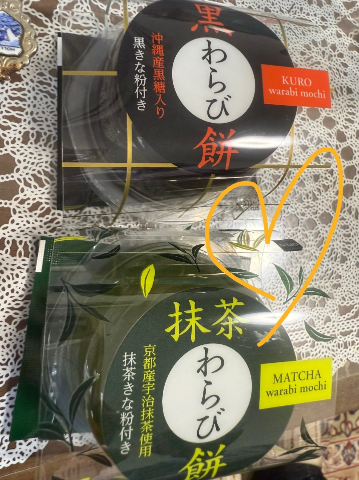 黒
わらび
餅
沖縄産黒糖入り
黒きな粉付き
KURO
warabi mochi
抹茶
わらび
餅
京都産宇治抹茶使用
抹茶きな粉付き
MATCHA
warabi mochi